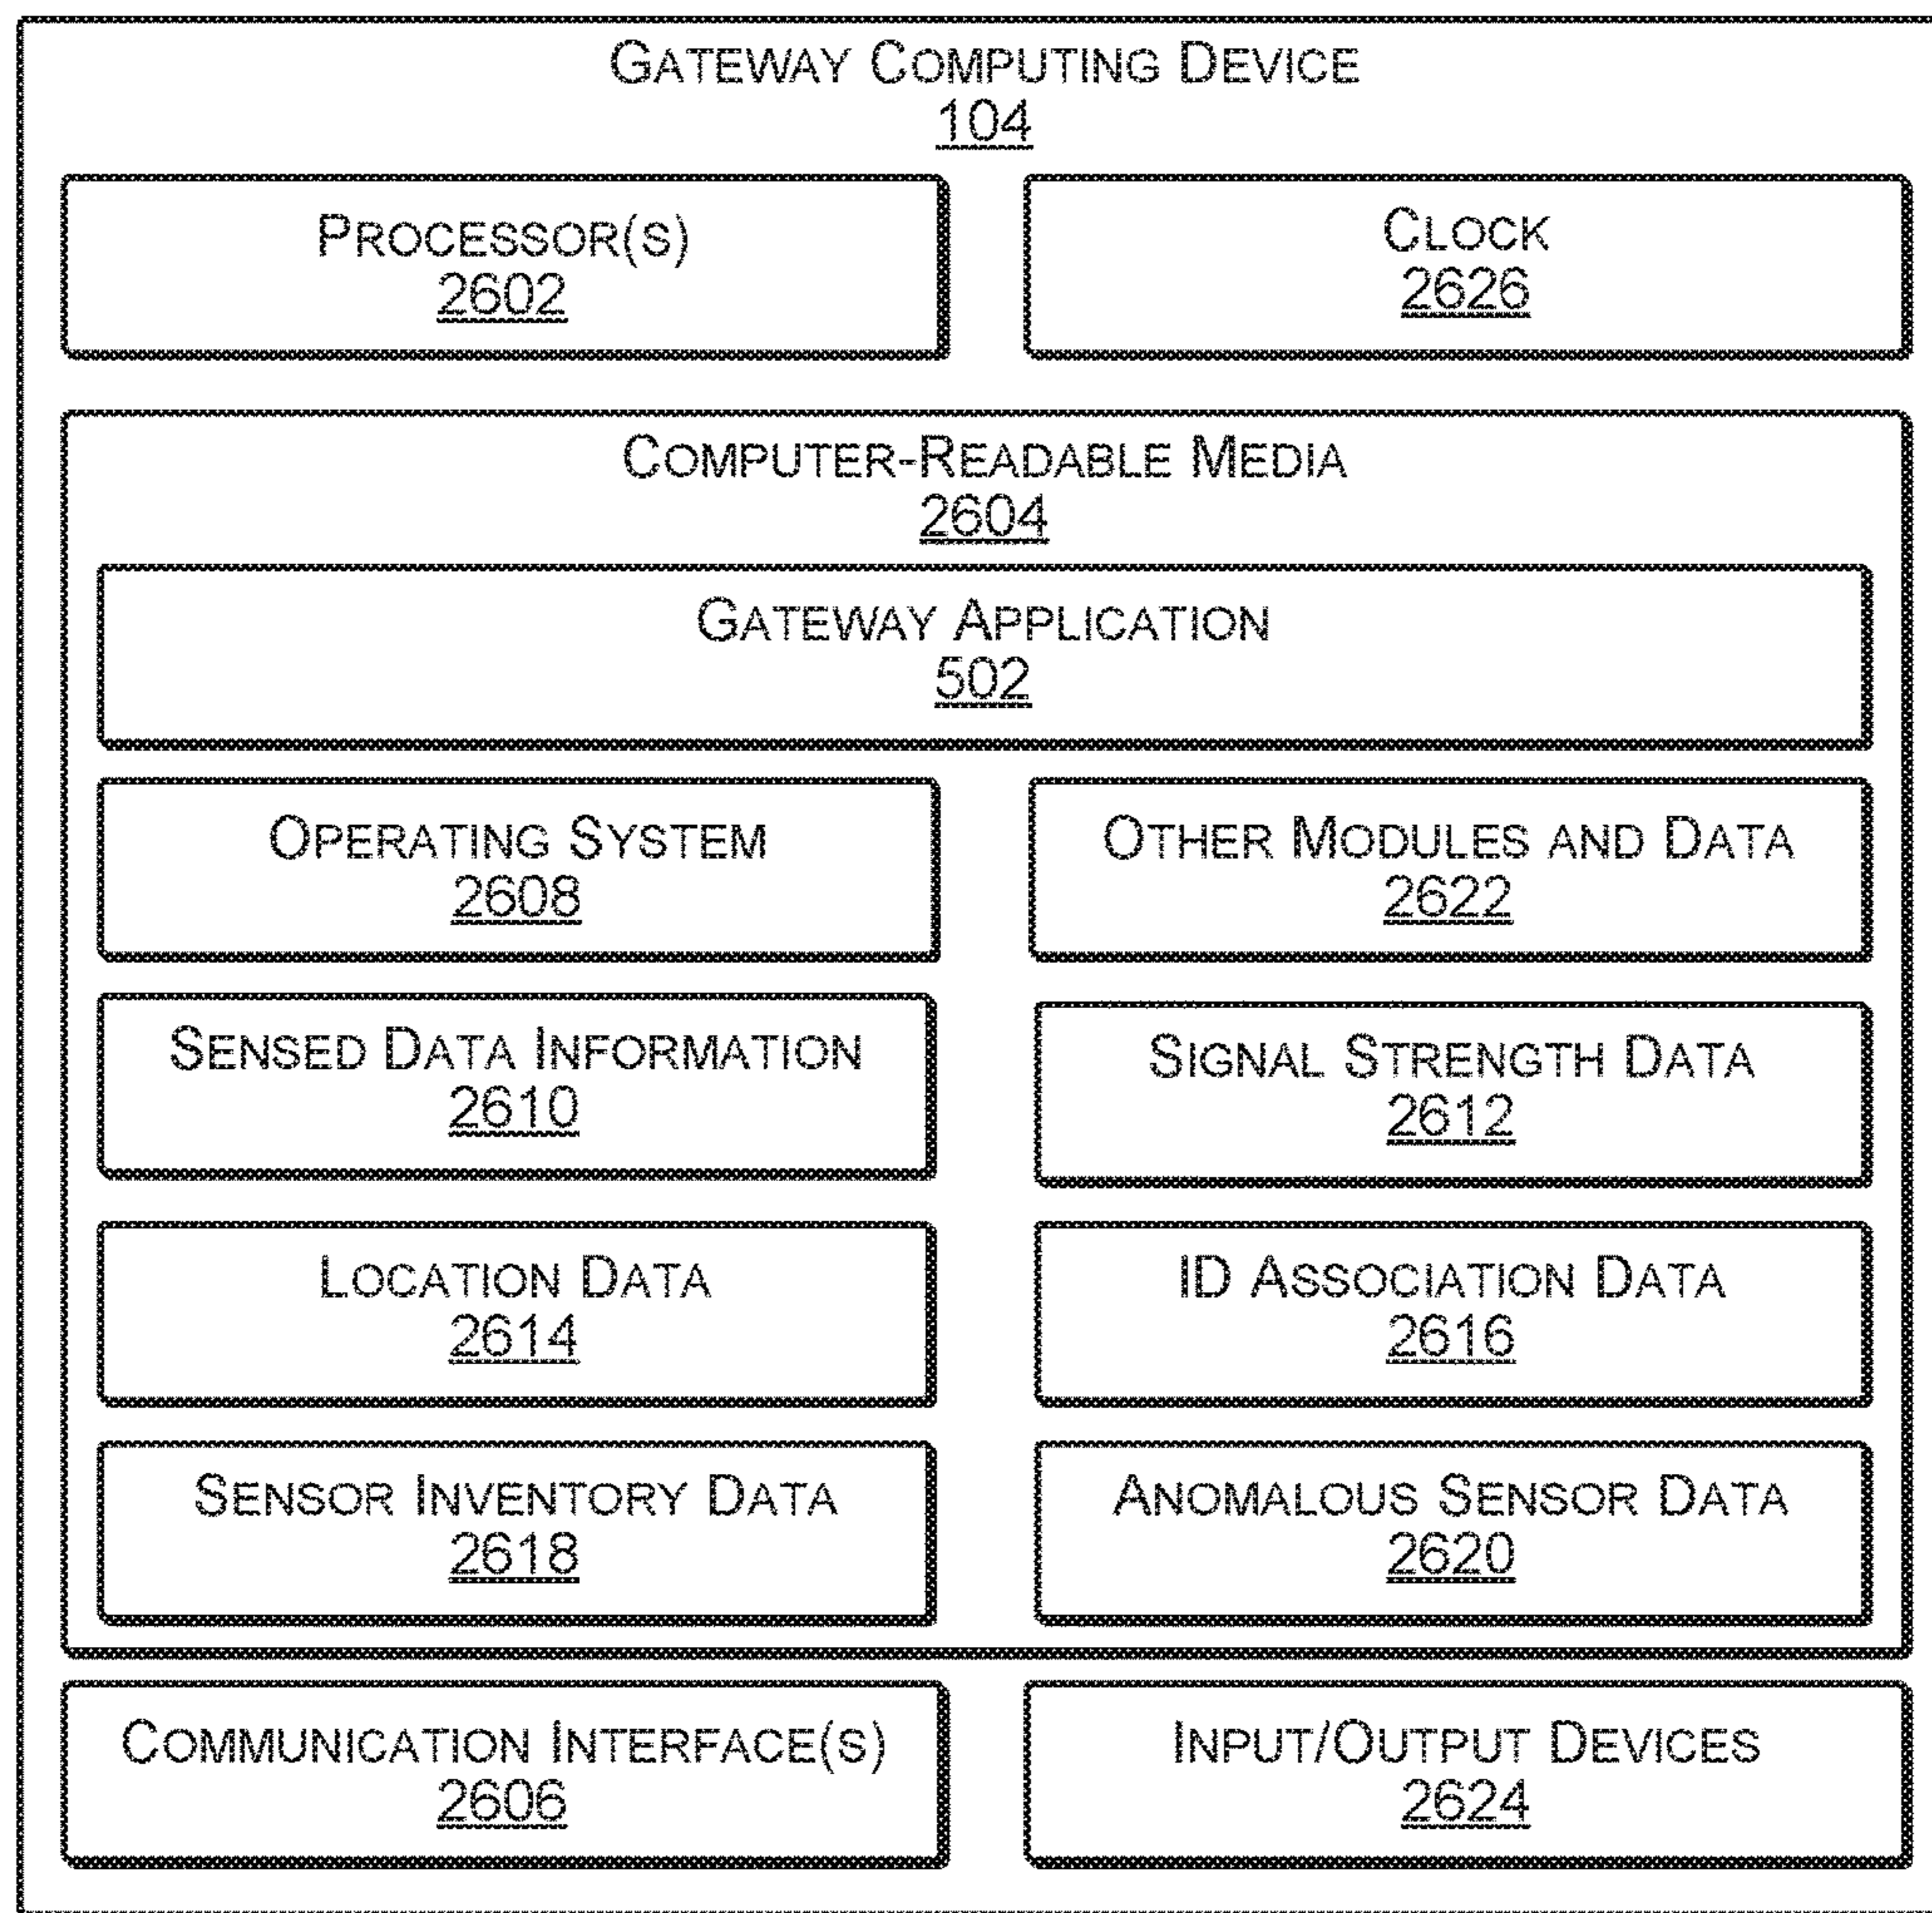 GATEWAY COMPUTING DEVICE
104
PROCESSOR(S)
2602
CLOCK
2626
COMPUTER-READABLE MEDIA
2604
GATEWAY APPLICATION
502
OPERATING SYSTEM
2608
OTHER MODULES AND DATA
2622
SENSED DATA INFORMATION
2610
SIGNAL STRENGTH DATA
2612
LOCATION DATA
2614
ID ASSOCIATION DATA
2616
SENSOR INVENTORY DATA
2618
ANOMALOUS SENSOR DATA
2620
COMMUNICATION INTERFACE(S)
2606
INPUT/OUTPUT DEVICES
2624